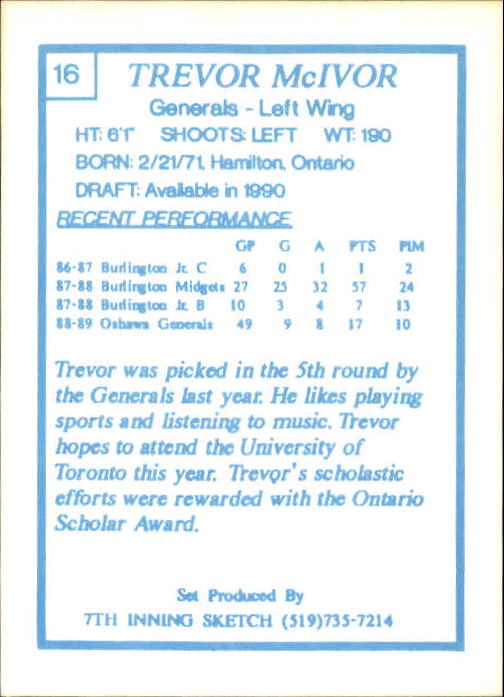 16
TREVOR McIVOR
Generals - Left Wing
HT: 6'1" SHOOTS: LEFT WT: 190
BORN: 2/21/71, Hamilton, Ontario
DRAFT: Available in 1990
RECENT PERFORMANCE
GP G A PTS PIM
86-87 Burlington Jr. C 6 0 1 1 2
87-88 Burlington Midgets 27 25 32 57 24
87-88 Burlington Jr. B 10 3 4 7 13
88-89 Oshawa Generals 49 9 8 17 10
Trevor was picked in the 5th round by
the Generals last year. He likes playing
sports and listening to music. Trevor
hopes to attend the University of
Toronto this year. Trevor's scholastic
efforts were rewarded with the Ontario
Scholar Award.
Set Produced By
7TH INNING SKETCH (519)735-7214